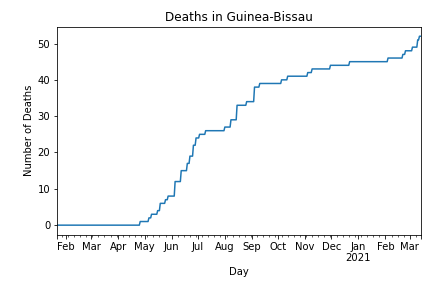 Deaths in Guinea-Bissau
50
40
30
20
10
0
Number of Deaths
Feb Mar Apr May Jun Jul Aug Sep Oct Nov Dec Jan Feb Mar
2021
Day